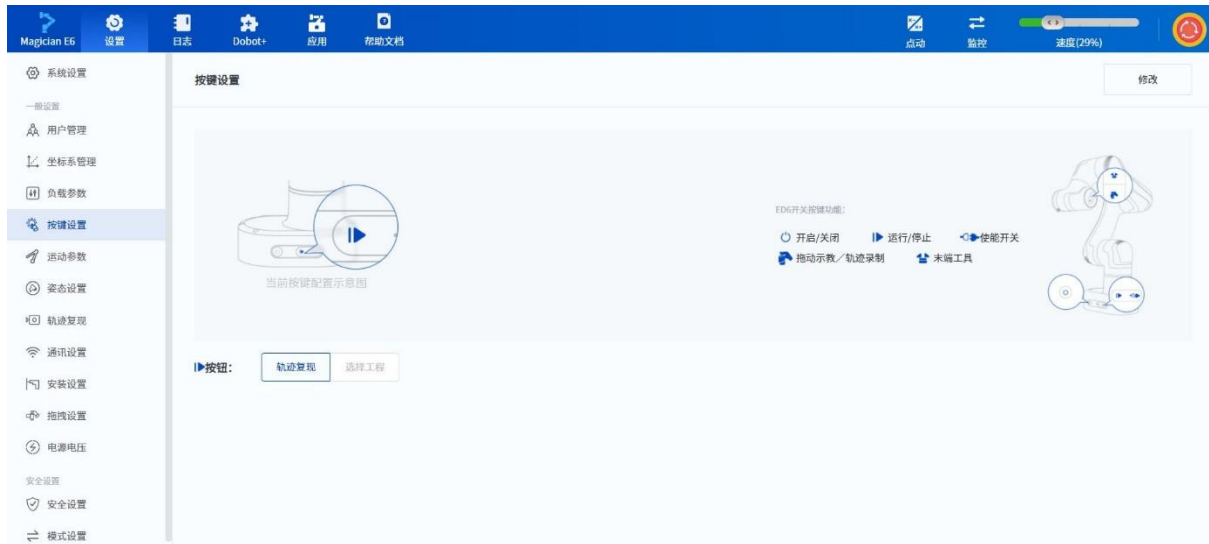 Magician E6 设置 日志 Dobot+ 应用 帮助文档 点动 监控 速度(29%)
系统设置
一般设置
用户管理
坐标系管理
负载参数
按键设置
运动参数
姿态设置
轨迹复现
通讯设置
安装设置
拖拽设置
电源电压
安全设置
安全设置
模式设置
按键设置 修改
当前按键配置示意图
ED6开关按键功能:
开启/关闭 运行/停止 使能开关
拖动示教/轨迹录制 末端工具
按钮: 轨迹复现 选择工程